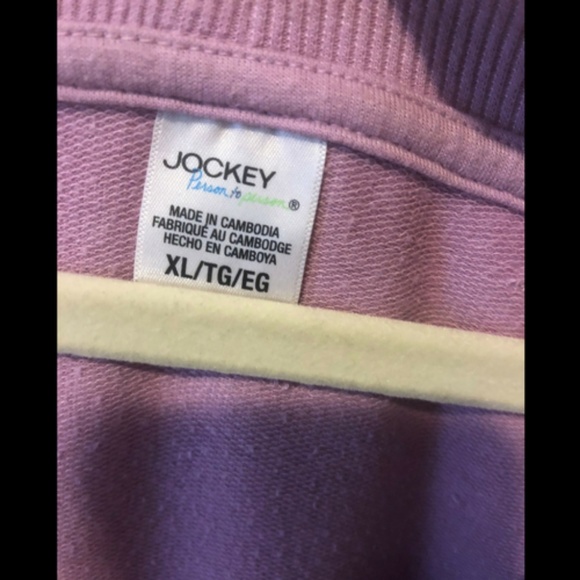 JOCKEY
Person to person®
MADE IN CAMBODIA
FABRIQUÉ AU CAMBODGE
HECHO EN CAMBOYA
XL/TG/EG